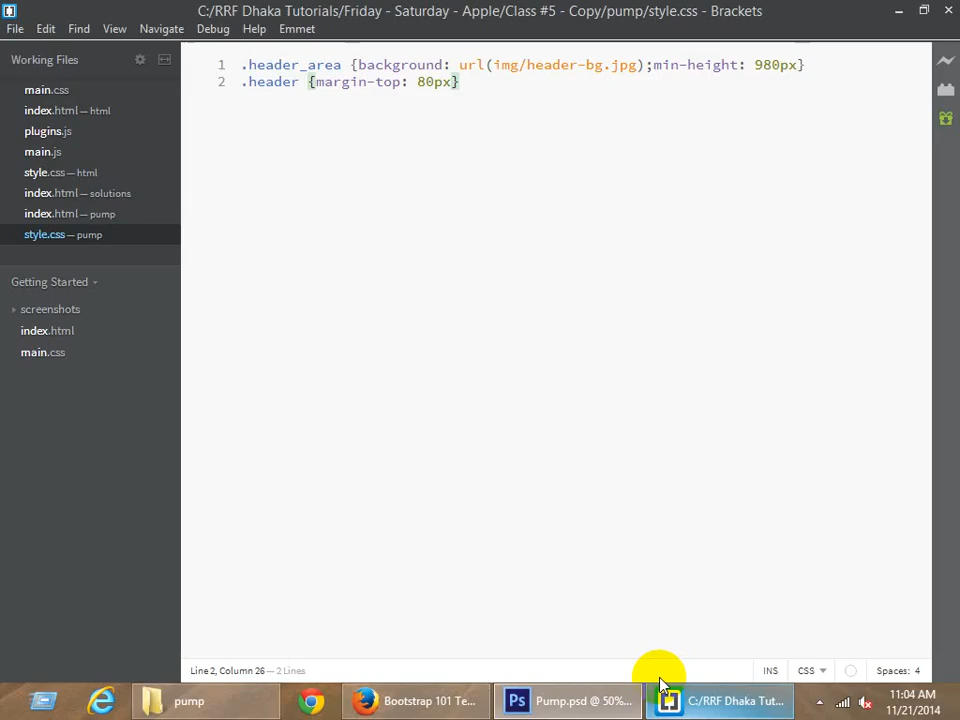 C:/RRF Dhaka Tutorials/Friday - Saturday - Apple/Class #5 - Copy/pump/style.css - Brackets
File Edit Find View Navigate Debug Help Emmet
Working Files
main.css
index.html — html
plugins.js
main.js
style.css — html
index.html — solutions
index.html — pump
style.css — pump
Getting Started
screenshots
index.html
main.css
1 .header_area {background: url(img/header-bg.jpg);min-height: 980px}
2 .header {margin-top: 80px}
Line 2, Column 26 — 2 Lines
INS CSS Spaces: 4
pump
Bootstrap 101 Te...
Ps Pump.psd @ 50%...
C:/RRF Dhaka Tut...
11:04 AM
11/21/2014